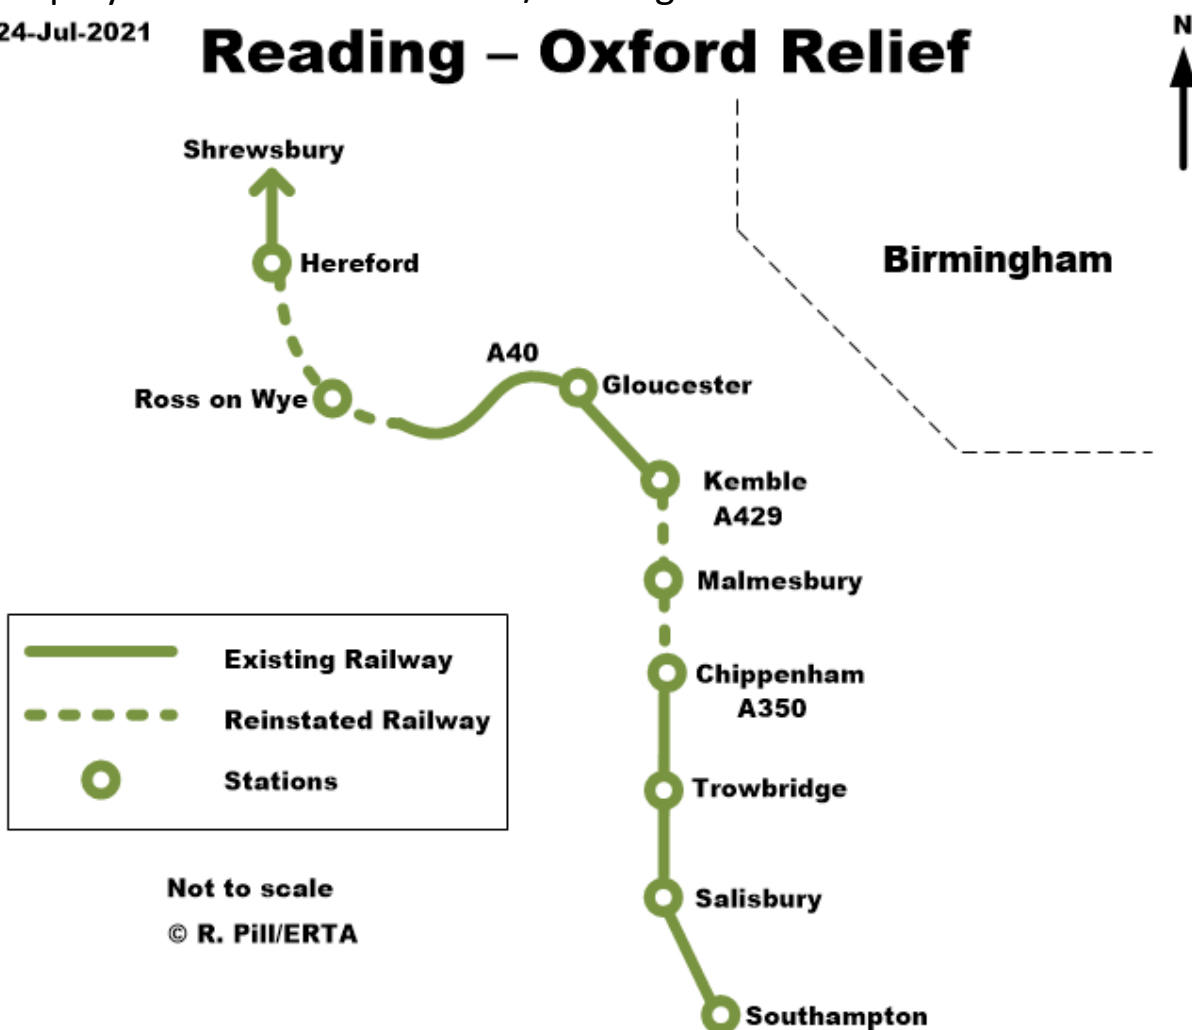 24-Jul-2021
Reading – Oxford Relief
N
Shrewsbury
Birmingham
Hereford
A40
Gloucester
Ross on Wye
Kemble
A429
Malmesbury
Existing Railway
Chippenham
A350
Reinstated Railway
Stations
Trowbridge
Not to scale
Salisbury
© R. Pill/ERTA
Southampton